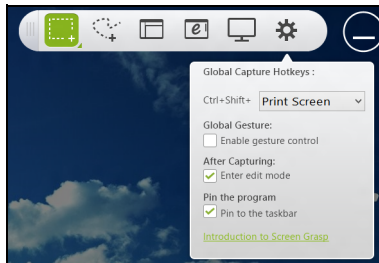 Global Capture Hotkeys :
Ctrl+Shift+ Print Screen
Global Gesture:
Enable gesture control
After Capturing:
Enter edit mode
Pin the program
Pin to the taskbar
Introduction to Screen Grasp